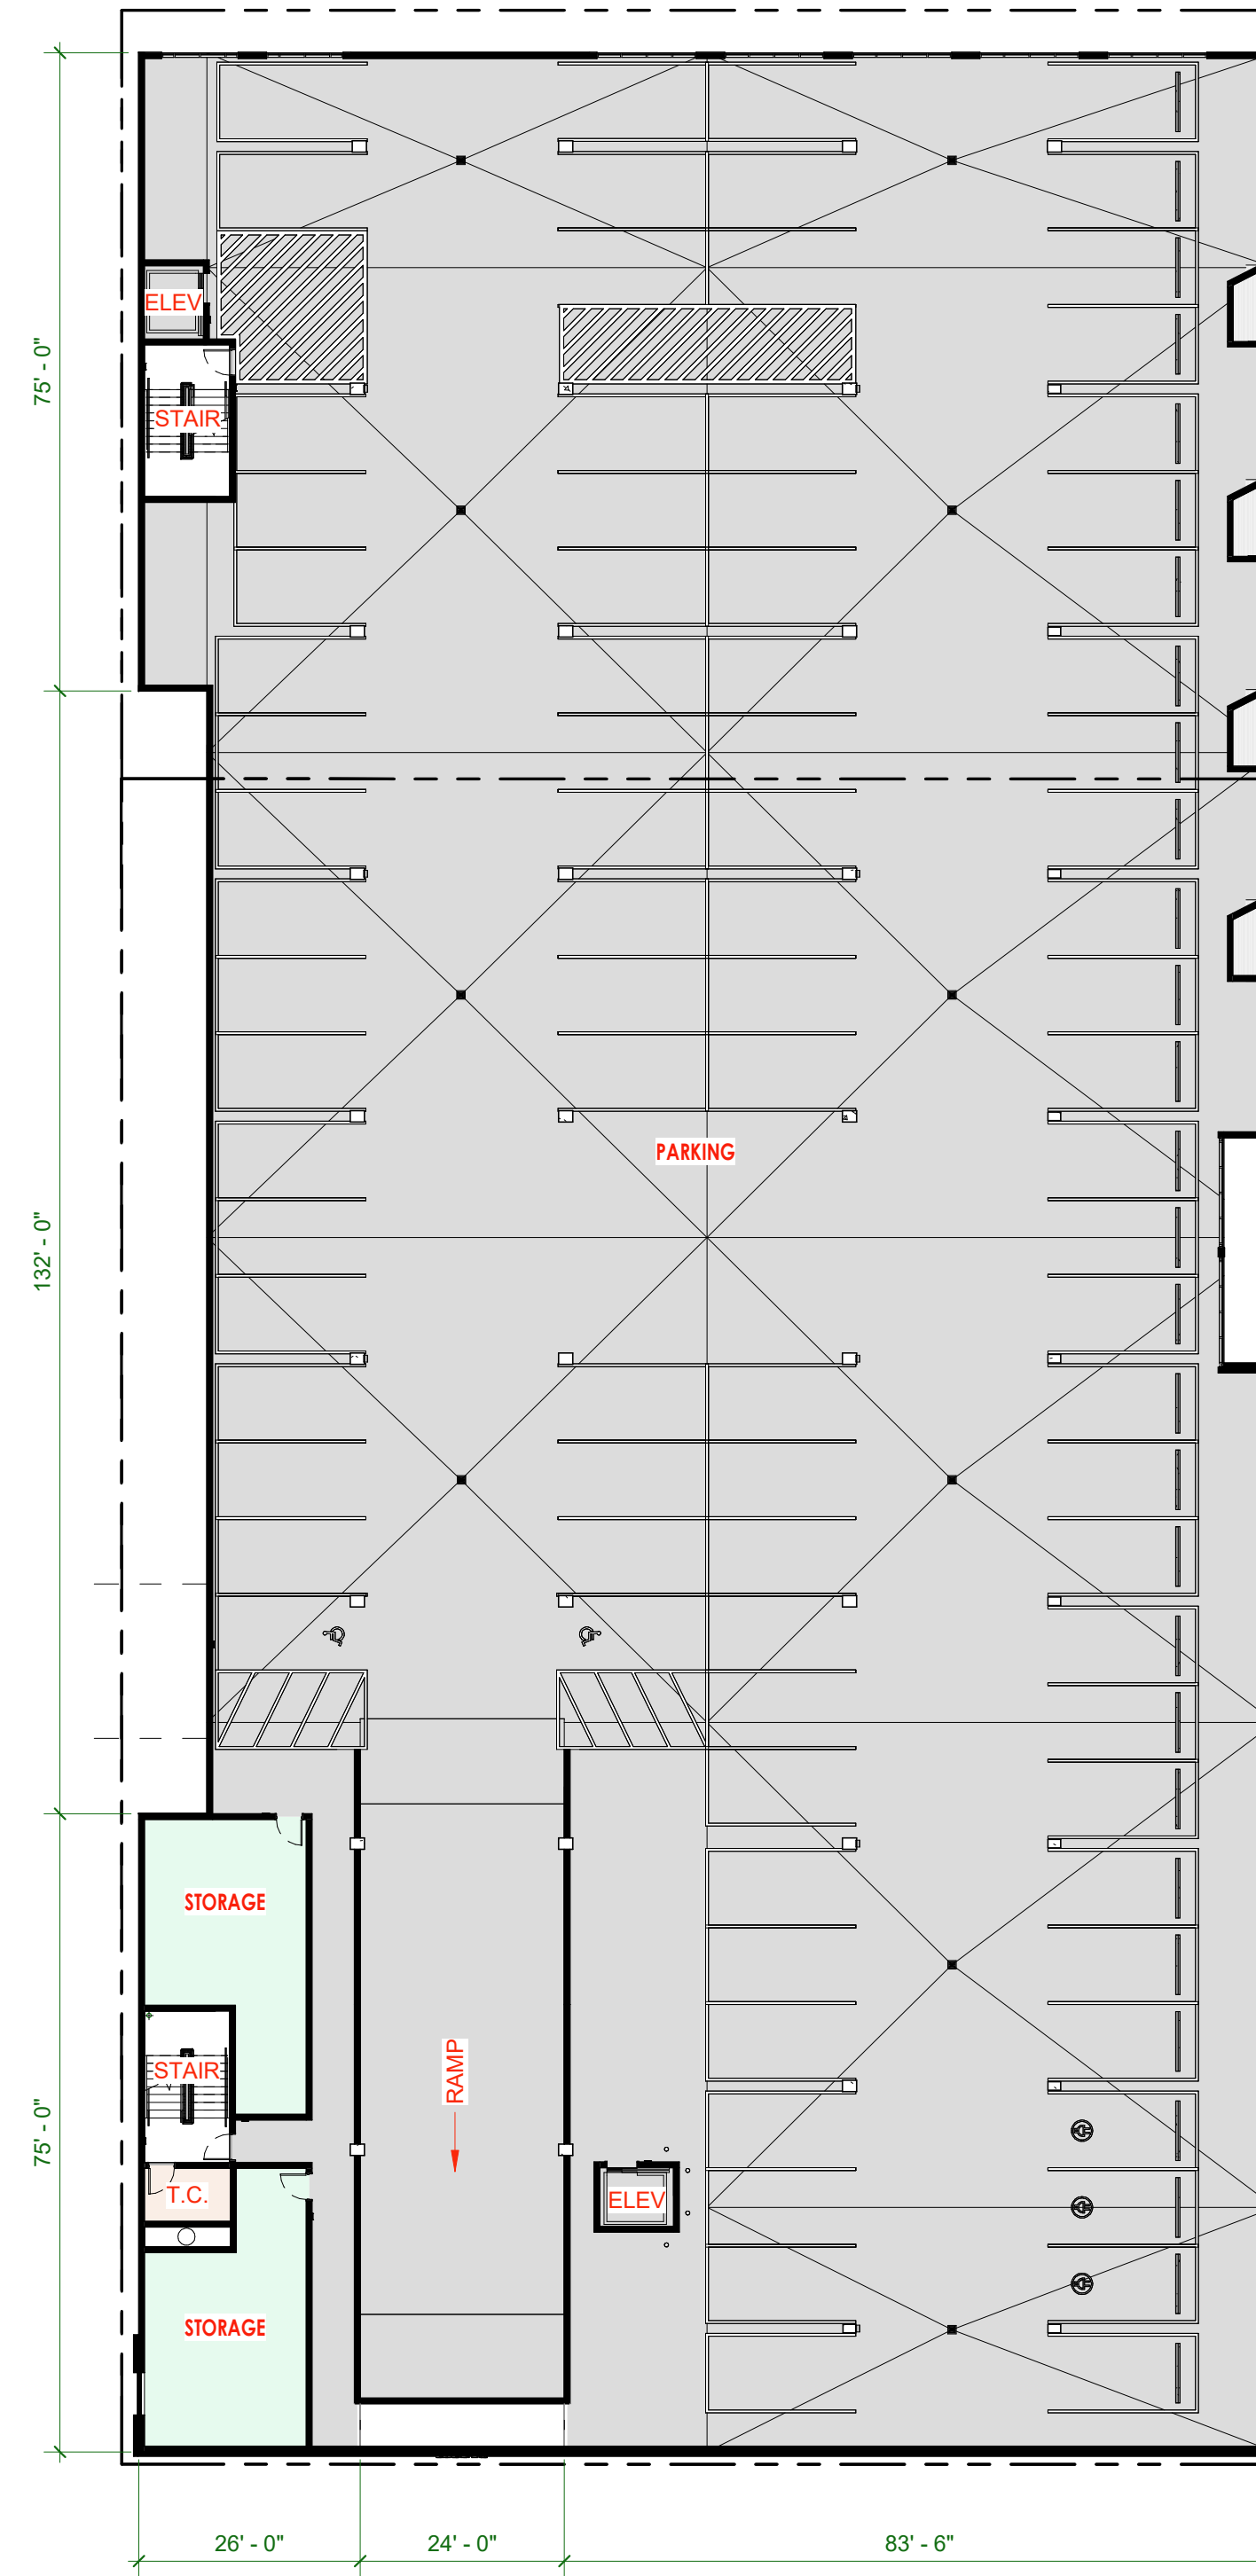 ELEV
75' - 0"
STAIR
PARKING
132' - 0"
STORAGE
RAMP
STAIR
75' - 0"
T.C.
ELEV
STORAGE
26' - 0"
24' - 0"
83' - 6"